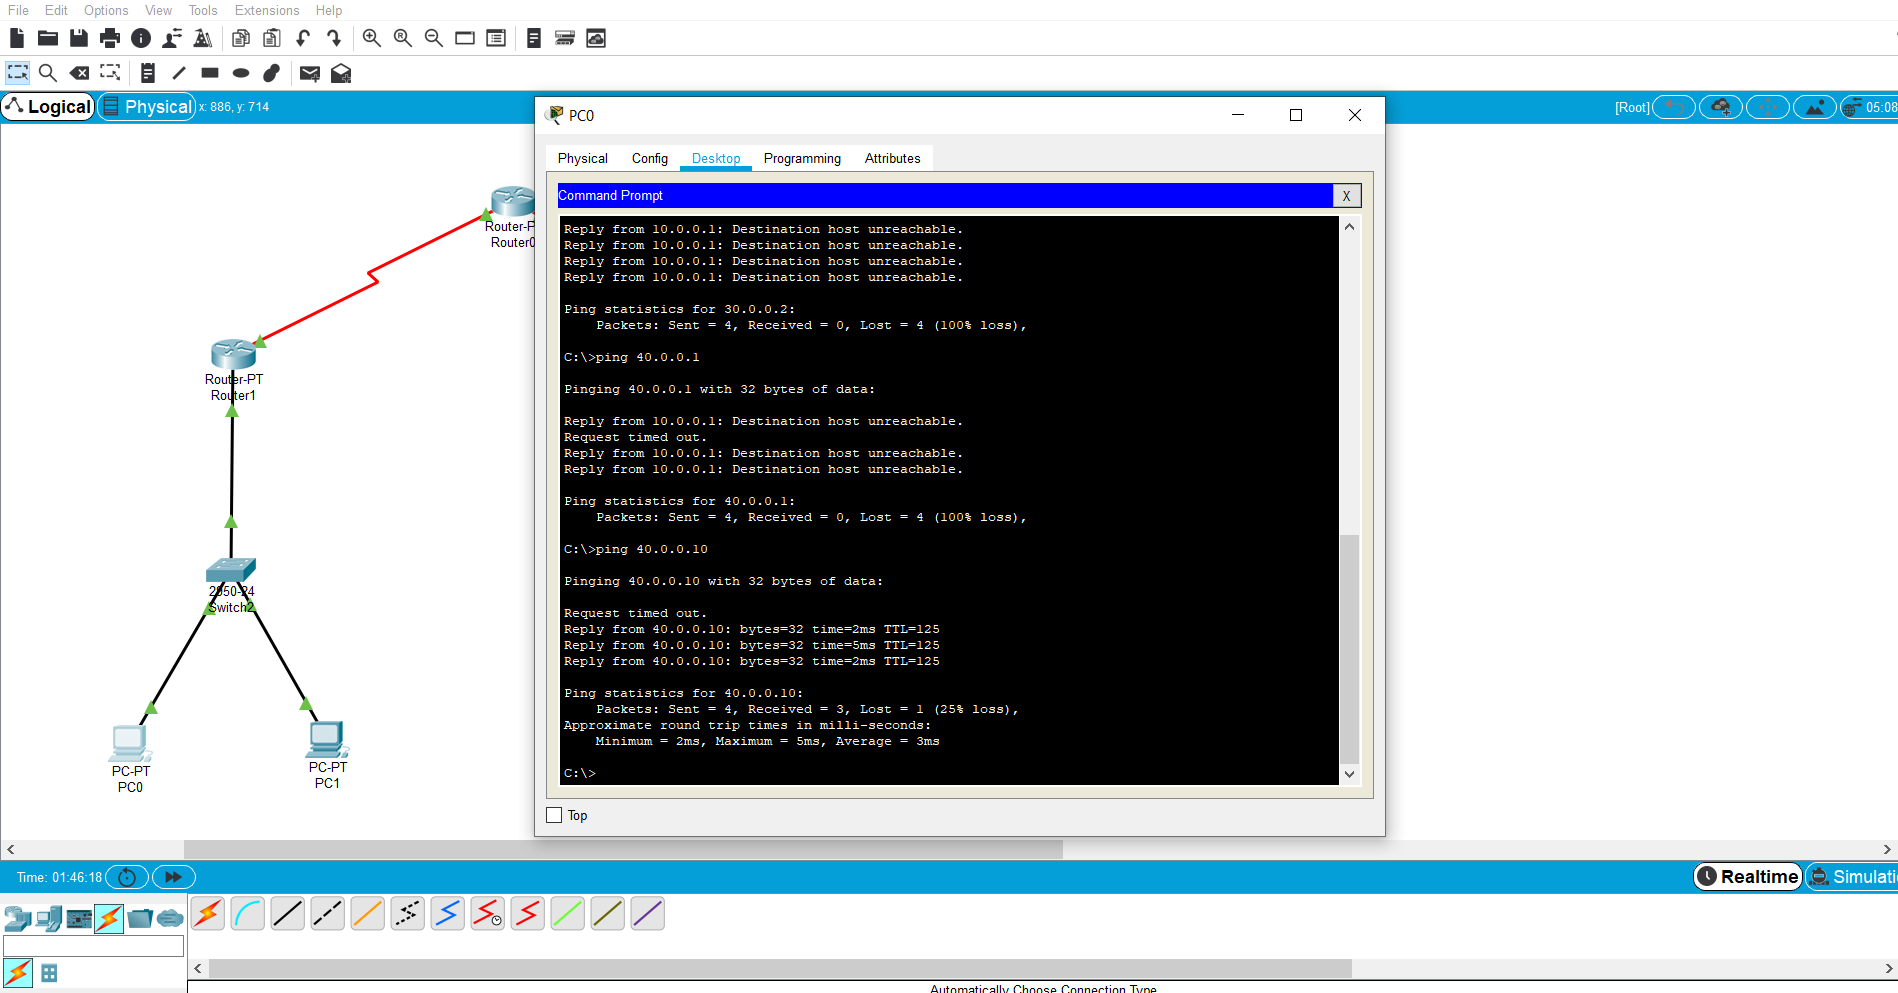 File Edit Options View Tools Extensions Help
Logical Physical x: 886, y: 714
[Root] 05:08
Router-P
Router0
Router-PT
Router1
2950-24
Switch2
PC-PT
PC0
PC-PT
PC1
PC0
Physical Config Desktop Programming Attributes
Command Prompt
X
Reply from 10.0.0.1: Destination host unreachable.
Reply from 10.0.0.1: Destination host unreachable.
Reply from 10.0.0.1: Destination host unreachable.
Reply from 10.0.0.1: Destination host unreachable.
Ping statistics for 30.0.0.2:
Packets: Sent = 4, Received = 0, Lost = 4 (100% loss),
C:\>ping 40.0.0.1
Pinging 40.0.0.1 with 32 bytes of data:
Reply from 10.0.0.1: Destination host unreachable.
Request timed out.
Reply from 10.0.0.1: Destination host unreachable.
Reply from 10.0.0.1: Destination host unreachable.
Ping statistics for 40.0.0.1:
Packets: Sent = 4, Received = 0, Lost = 4 (100% loss),
C:\>ping 40.0.0.10
Pinging 40.0.0.10 with 32 bytes of data:
Request timed out.
Reply from 40.0.0.10: bytes=32 time=2ms TTL=125
Reply from 40.0.0.10: bytes=32 time=5ms TTL=125
Reply from 40.0.0.10: bytes=32 time=2ms TTL=125
Ping statistics for 40.0.0.10:
Packets: Sent = 4, Received = 3, Lost = 1 (25% loss),
Approximate round trip times in milli-seconds:
Minimum = 2ms, Maximum = 5ms, Average = 3ms
C:\>
Top
Time: 01:46:18
Realtime Simulati
Automatically Choose Connection Type